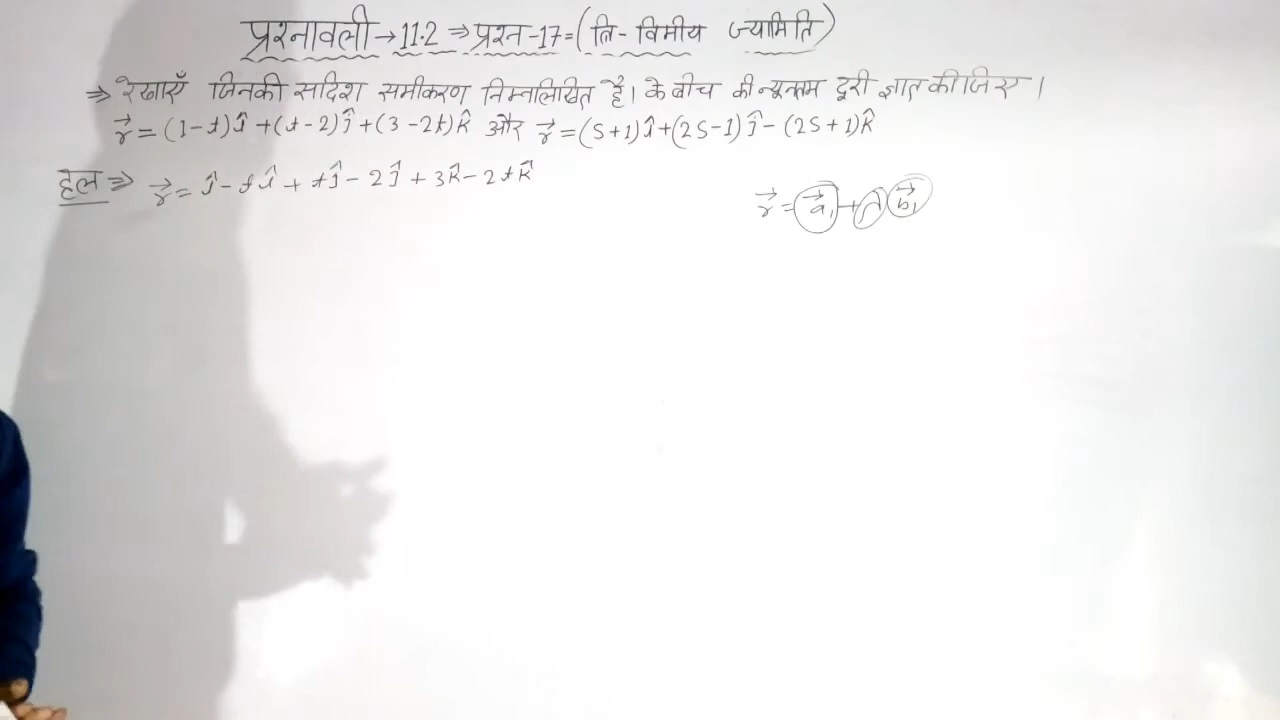 प्रश्नावली → 11.2 ⇒ प्रश्न -17 = (त्रि - विमीय ज्यामिति)
⇒ रेखाएँ जिनकी सदिश समीकरण निम्नलिखित है। के बीच की न्यूनतम दूरी ज्ञात कीजिए।
r⃗ = (1-t)î + (t-2)ĵ + (3-2t)k̂ और r⃗ = (s+1)î + (2s-1)ĵ - (2s+1)k̂
हल ⇒ r⃗ = î - tî + tĵ - 2ĵ + 3k̂ - 2tk̂
r⃗ = a⃗₁ + λ b⃗₁